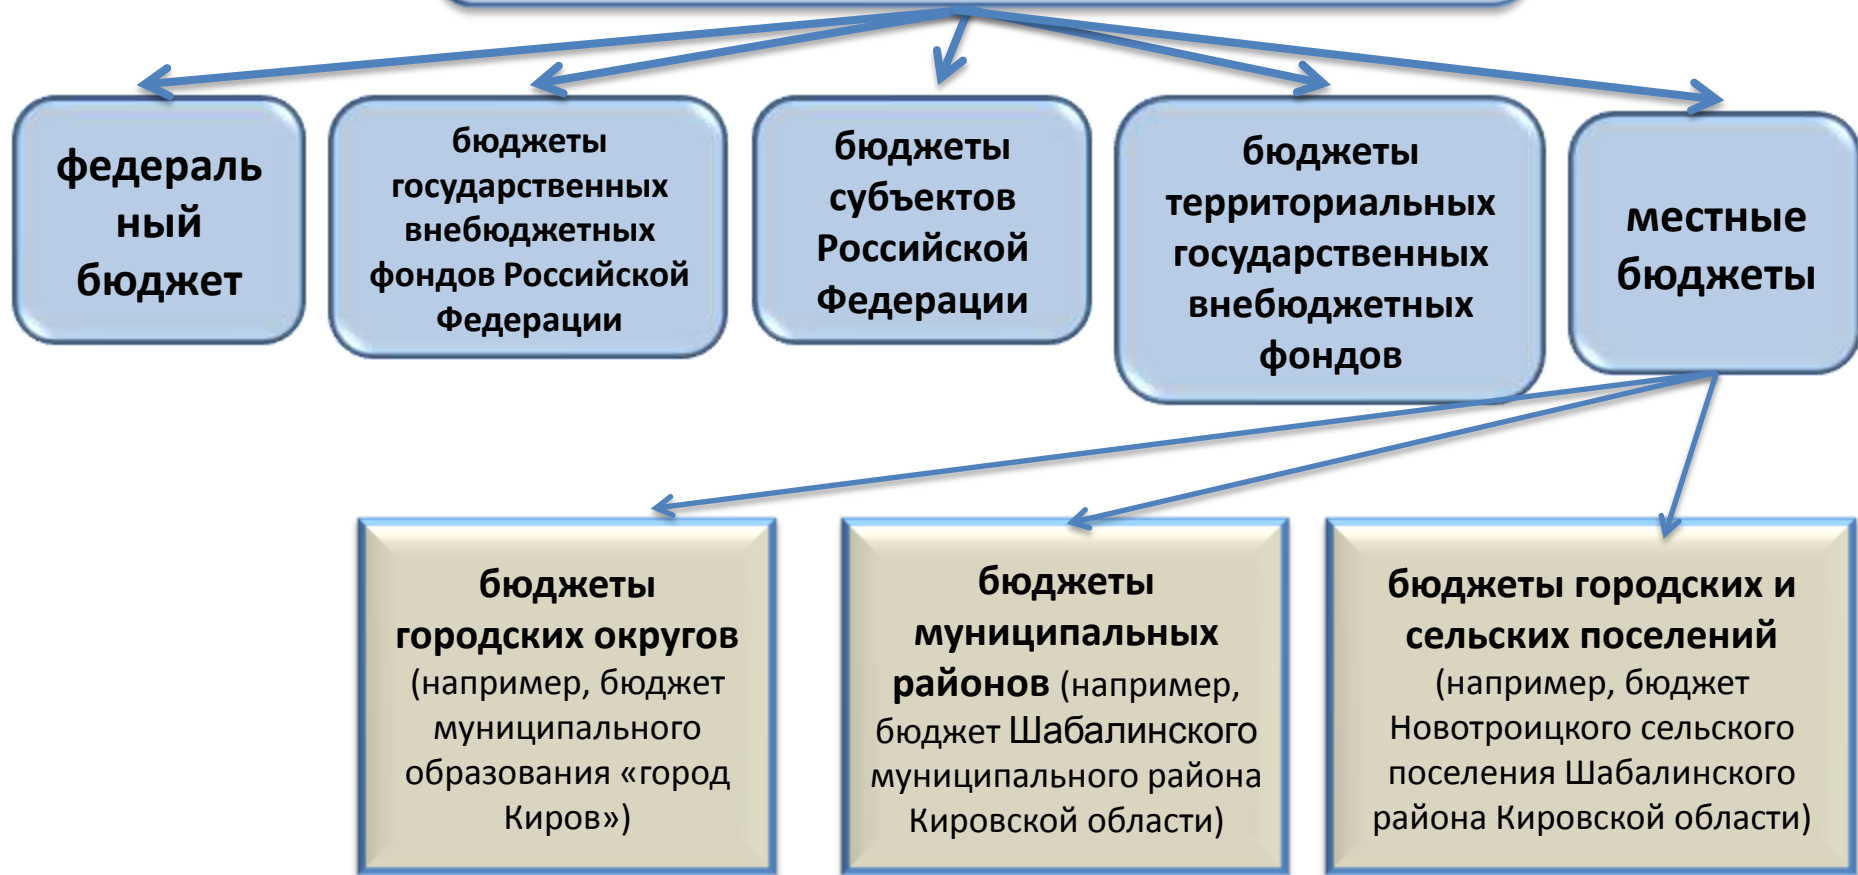 федераль
ный
бюджет
бюджеты
государственных
внебюджетных
фондов Российской
Федерации
бюджеты
субъектов
Российской
Федерации
бюджеты
территориальных
государственных
внебюджетных
фондов
местные
бюджеты
бюджеты
городских округов
(например, бюджет
муниципального
образования «город
Киров»)
бюджеты
муниципальных
районов (например,
бюджет Шабалинского
муниципального района
Кировской области)
бюджеты городских и
сельских поселений
(например, бюджет
Новотроицкого сельского
поселения Шабалинского
района Кировской области)